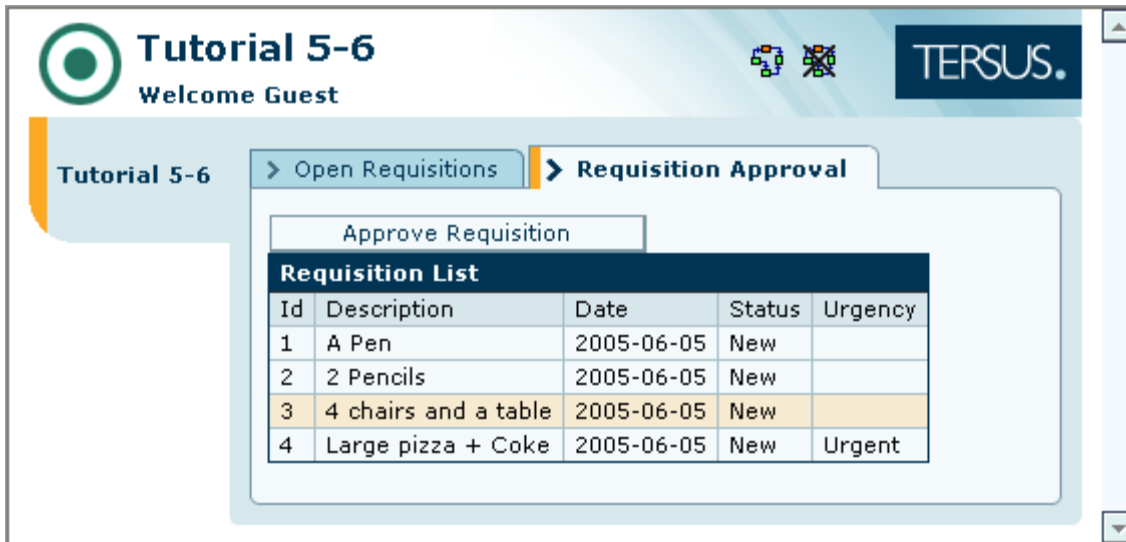 Tutorial 5-6
Welcome Guest
TERSUS.
Tutorial 5-6
Open Requisitions
Requisition Approval
Approve Requisition
Requisition List
Id Description Date Status Urgency
1 A Pen 2005-06-05 New
2 2 Pencils 2005-06-05 New
3 4 chairs and a table 2005-06-05 New
4 Large pizza + Coke 2005-06-05 New Urgent